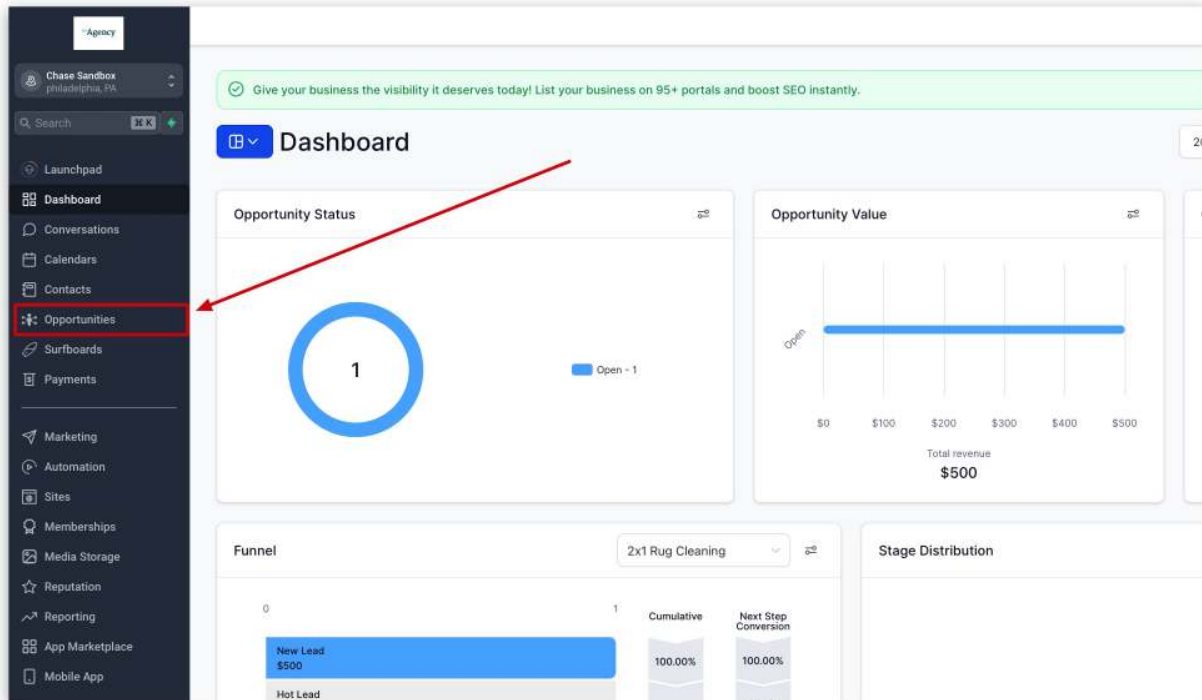 Agency
Chase Sandbox
philadelphia, PA
Search
⌘ K
Launchpad
Dashboard
Conversations
Calendars
Contacts
Opportunities
Surfboards
Payments
Marketing
Automation
Sites
Memberships
Media Storage
Reputation
Reporting
App Marketplace
Mobile App
Give your business the visibility it deserves today! List your business on 95+ portals and boost SEO instantly.
Dashboard
Opportunity Status
1
Open - 1
Opportunity Value
Open
$0 $100 $200 $300 $400 $500
Total revenue
$500
Funnel
2x1 Rug Cleaning
0 1
Cumulative
Next Step
Conversion
New Lead
$500
100.00% 100.00%
Hot Lead
Stage Distribution